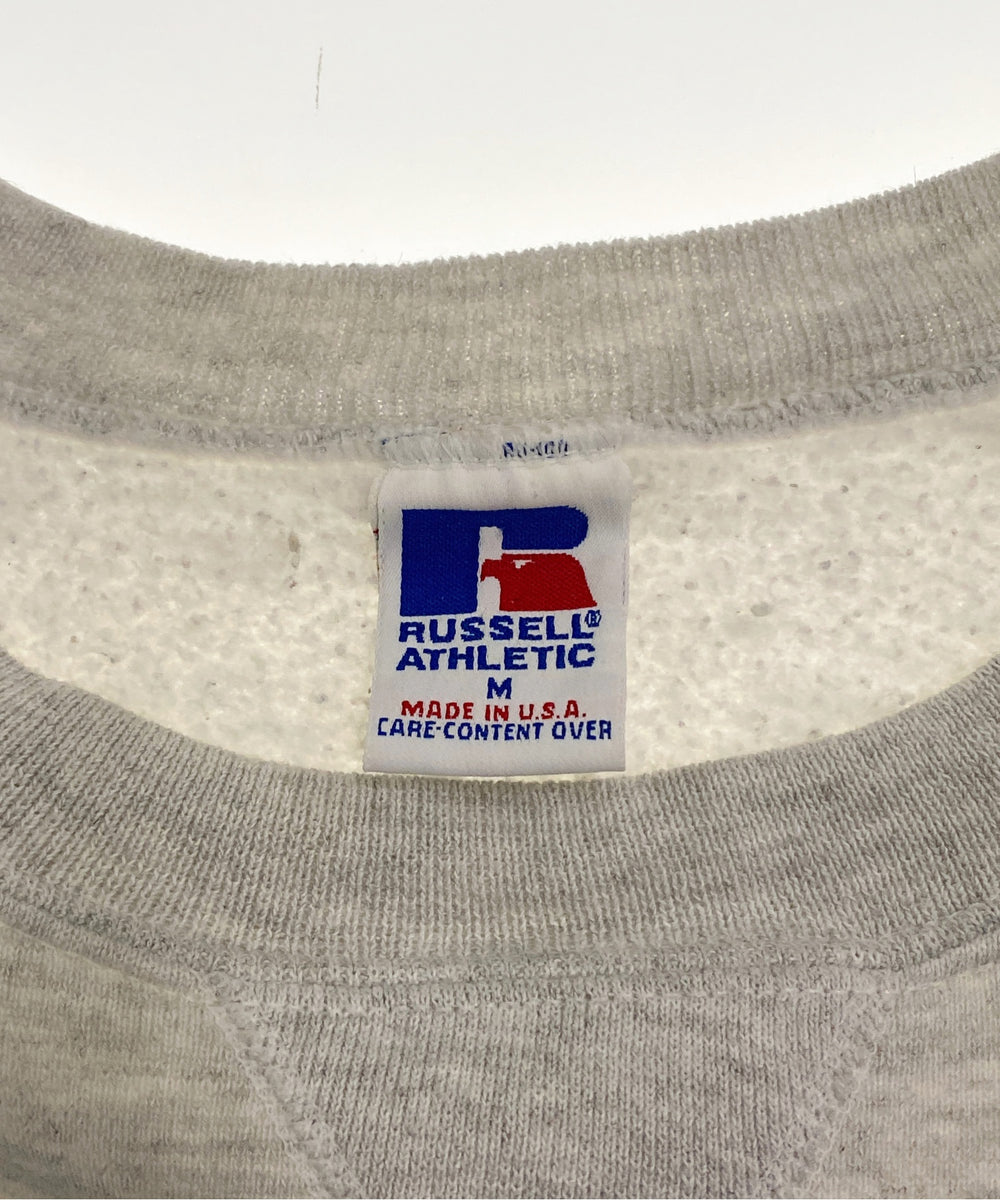 RUSSELL®
ATHLETIC
M
MADE IN U.S.A.
CARE-CONTENT OVER